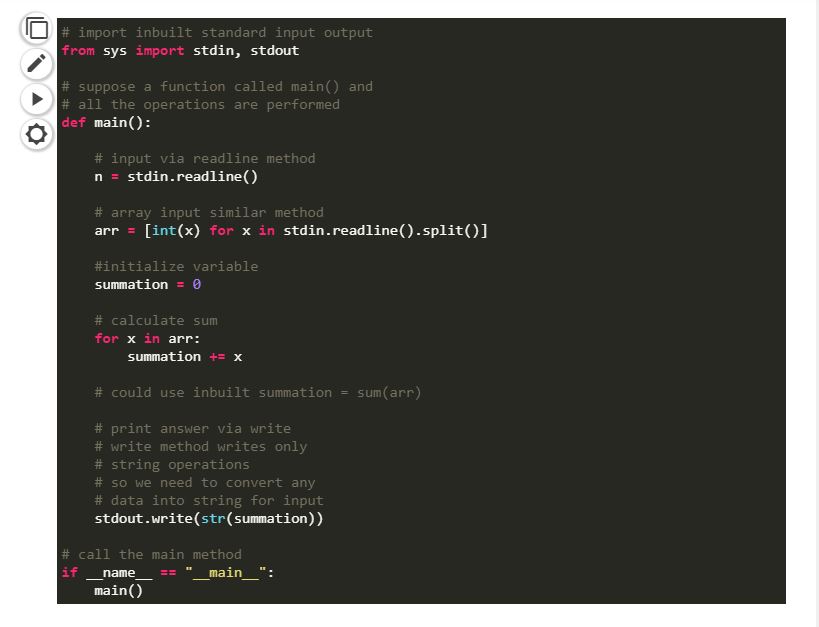 # import inbuilt standard input output
from sys import stdin, stdout
# suppose a function called main() and
# all the operations are performed
def main():
    # input via readline method
    n = stdin.readline()
    # array input similar method
    arr = [int(x) for x in stdin.readline().split()]
    #initialize variable
    summation = 0
    # calculate sum
    for x in arr:
        summation += x
    # could use inbuilt summation = sum(arr)
    # print answer via write
    # write method writes only
    # string operations
    # so we need to convert any
    # data into string for input
    stdout.write(str(summation))
# call the main method
if __name__ == "__main__":
    main()